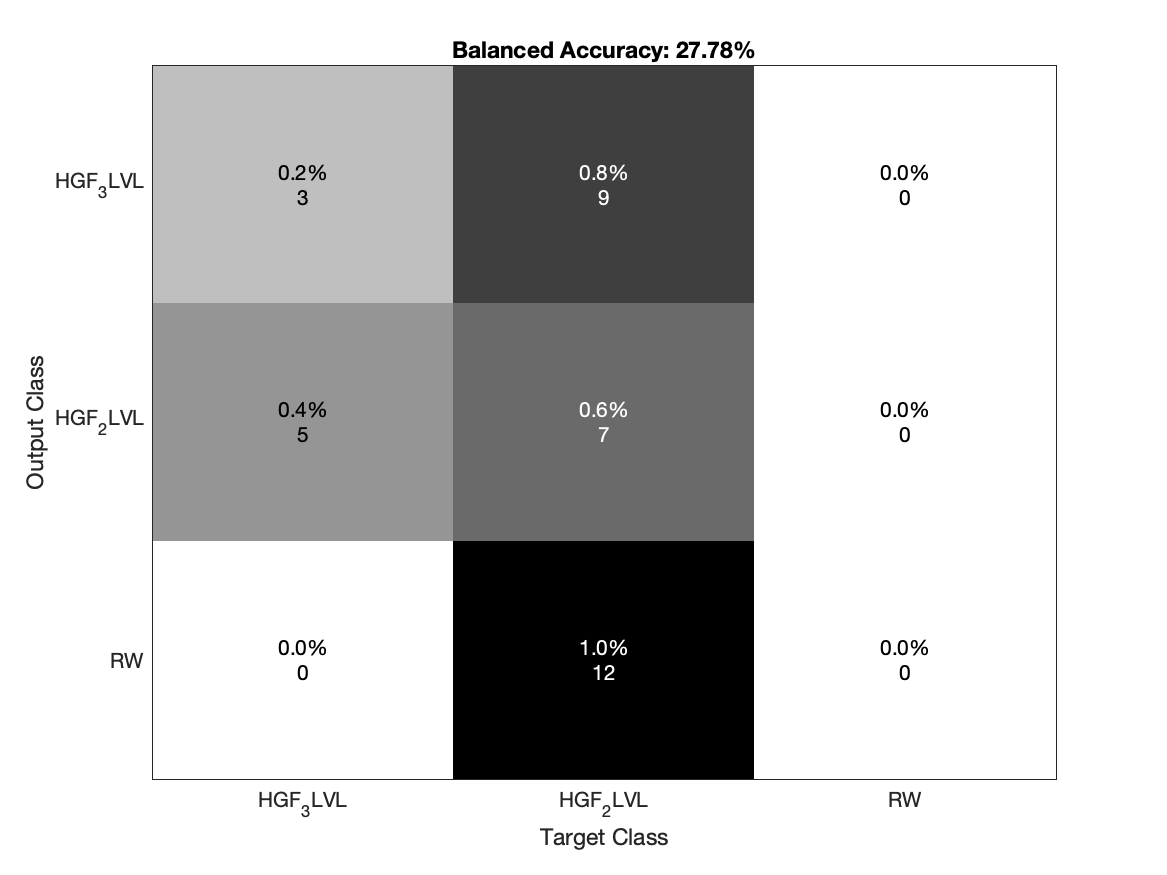 Balanced Accuracy: 27.78%
HGF3LVL
0.2%
3
0.8%
9
0.0%
0
Output Class
HGF2LVL
0.4%
5
0.6%
7
0.0%
0
RW
0.0%
0
1.0%
12
0.0%
0
HGF3LVL
HGF2LVL
RW
Target Class